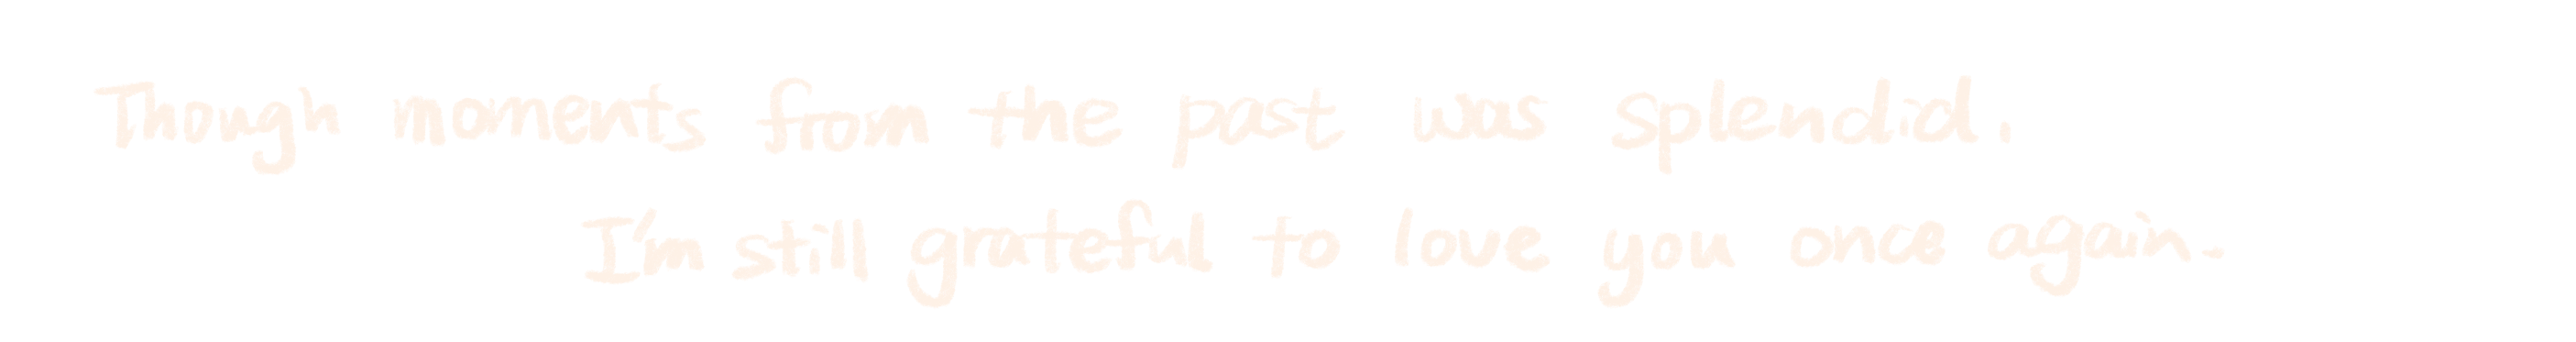 Though moments from the past was splendid.
I'm still grateful to love you once again.